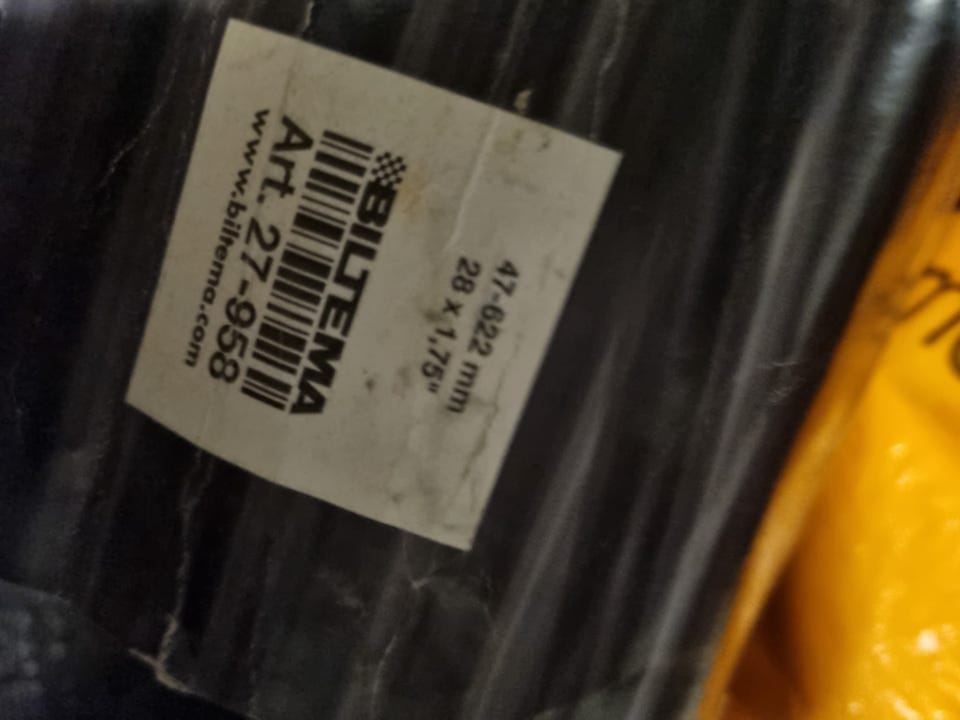 47-622 mm
28 x 1,75"
BILTEMA
Art. 27-958
www.biltema.com